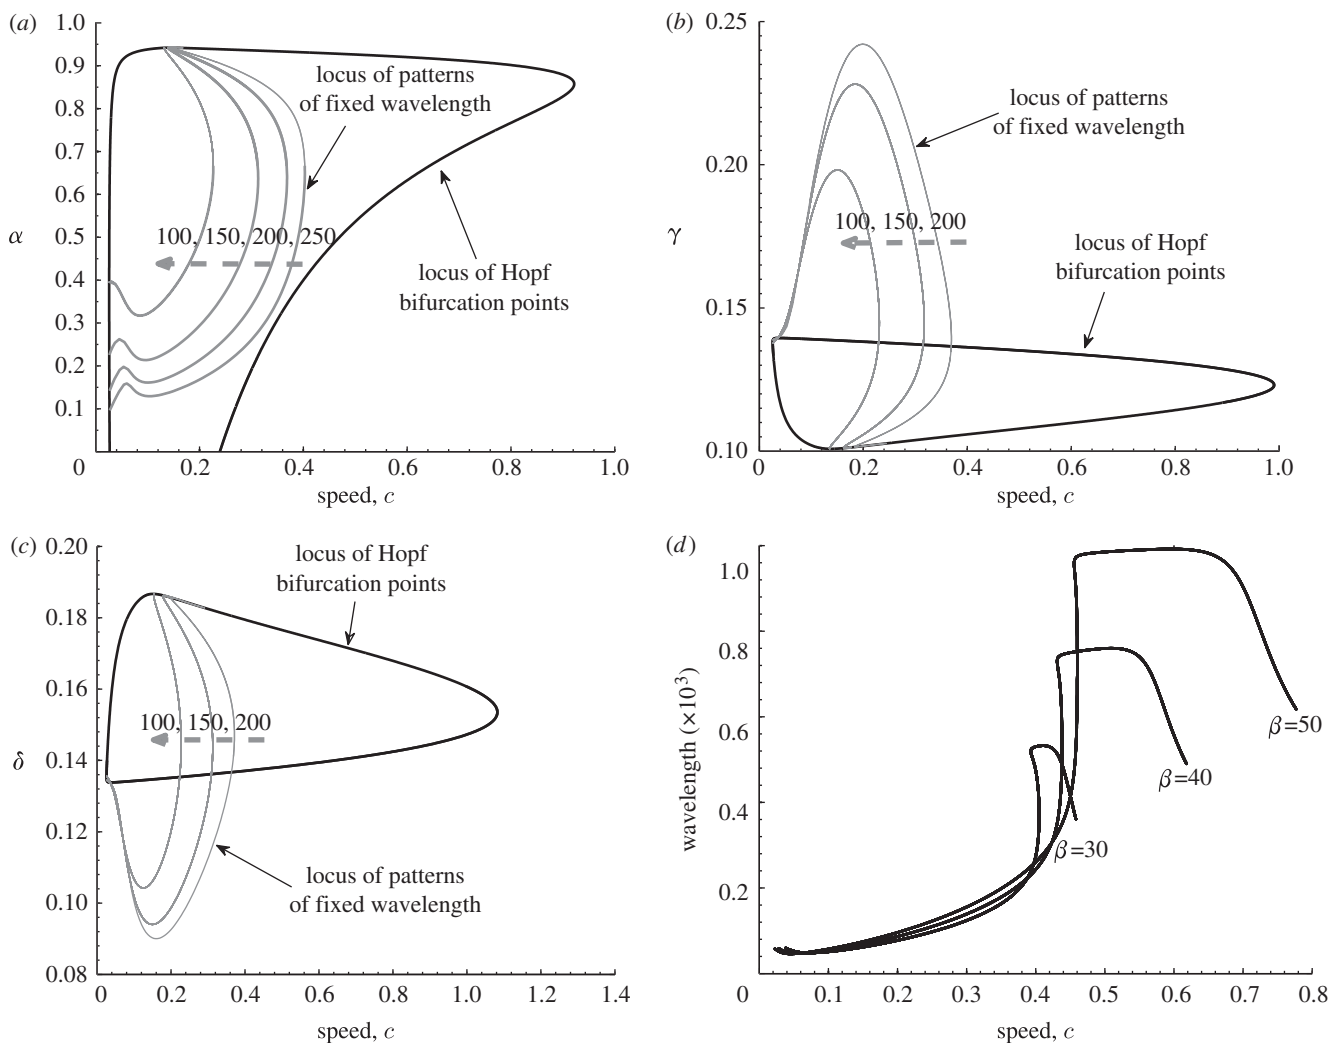 (a)
1.0
0.9
0.8
0.7
0.6
0.5
0.4
0.3
0.2
0.1
0
α
locus of patterns
of fixed wavelength
100, 150, 200, 250
locus of Hopf
bifurcation points
0.2
0.4
0.6
0.8
1.0
speed, c
(b)
0.25
0.20
0.15
0.10
γ
locus of patterns
of fixed wavelength
100, 150, 200
locus of Hopf
bifurcation points
0
0.2
0.4
0.6
0.8
1.0
speed, c
(c)
0.20
0.18
0.16
0.14
0.12
0.10
0.08
δ
locus of Hopf
bifurcation points
100, 150, 200
locus of patterns
of fixed wavelength
0
0.2
0.4
0.6
0.8
1.0
1.2
1.4
speed, c
(d)
1.0
0.8
0.6
0.4
0.2
0
wavelength (×10³)
β=50
β=40
β=30
0.1
0.2
0.3
0.4
0.5
0.6
0.7
0.8
speed, c